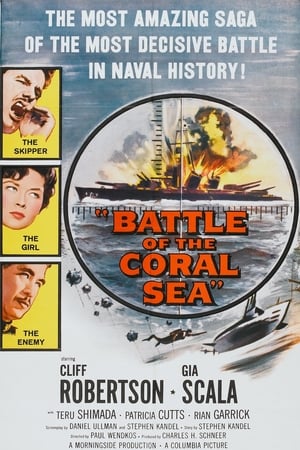 THE MOST AMAZING SAGA
OF THE MOST DECISIVE BATTLE
IN NAVAL HISTORY!
THE SKIPPER
THE GIRL
THE ENEMY
"BATTLE
OF THE
CORAL
SEA"
starring
CLIFF GIA
ROBERTSON ★ SCALA
with TERU SHIMADA · PATRICIA CUTTS · RIAN GARRICK
Screenplay by DANIEL ULLMAN and STEPHEN KANDEL · Story by STEPHEN KANDEL
Directed by PAUL WENDKOS · Produced by CHARLES H. SCHNEER
A MORNINGSIDE PRODUCTION · A COLUMBIA PICTURE